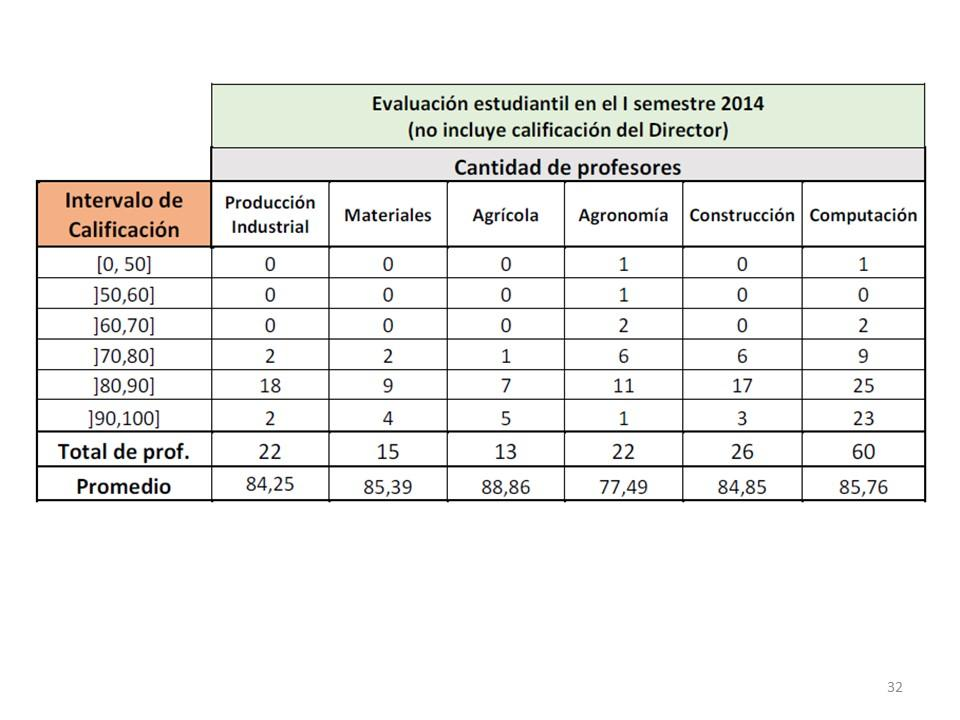 Evaluación estudiantil en el I semestre 2014
(no incluye calificación del Director)
Cantidad de profesores
Intervalo de Calificación Producción Industrial Materiales Agrícola Agronomía Construcción Computación
[0, 50] 0 0 0 1 0 1
]50,60] 0 0 0 1 0 0
]60,70] 0 0 0 2 0 2
]70,80] 2 2 1 6 6 9
]80,90] 18 9 7 11 17 25
]90,100] 2 4 5 1 3 23
Total de prof. 22 15 13 22 26 60
Promedio 84,25 85,39 88,86 77,49 84,85 85,76
32